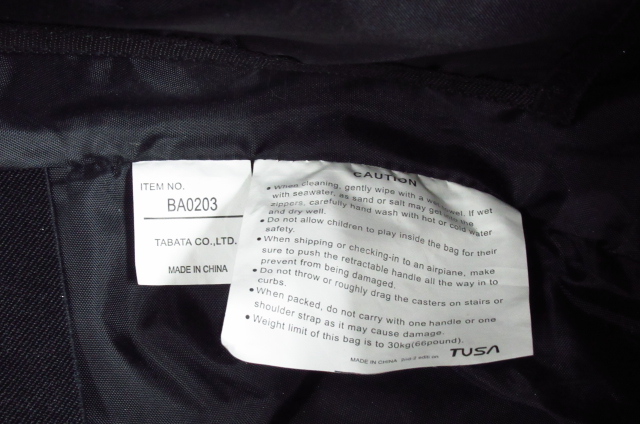 ITEM NO.
BA0203
TABATA CO.,LTD.
MADE IN CHINA
CAUTION
• When cleaning, gently wipe with a wet towel. If wet
with seawater, as sand or salt may get the
zippers, carefully hand wash with hot or cold water
and dry well.
• Do not allow children to play inside the bag for their
safety.
• When shipping or checking-in to an airplane, make
sure to push the retractable handle all the way in to
prevent from being damaged.
• Do not throw or roughly drag the casters on stairs or
curbs.
• When packed, do not carry with one handle or one
shoulder strap as it may cause damage.
• Weight limit of this bag is to 30kg(66pound).
MADE IN CHINA
TUSA